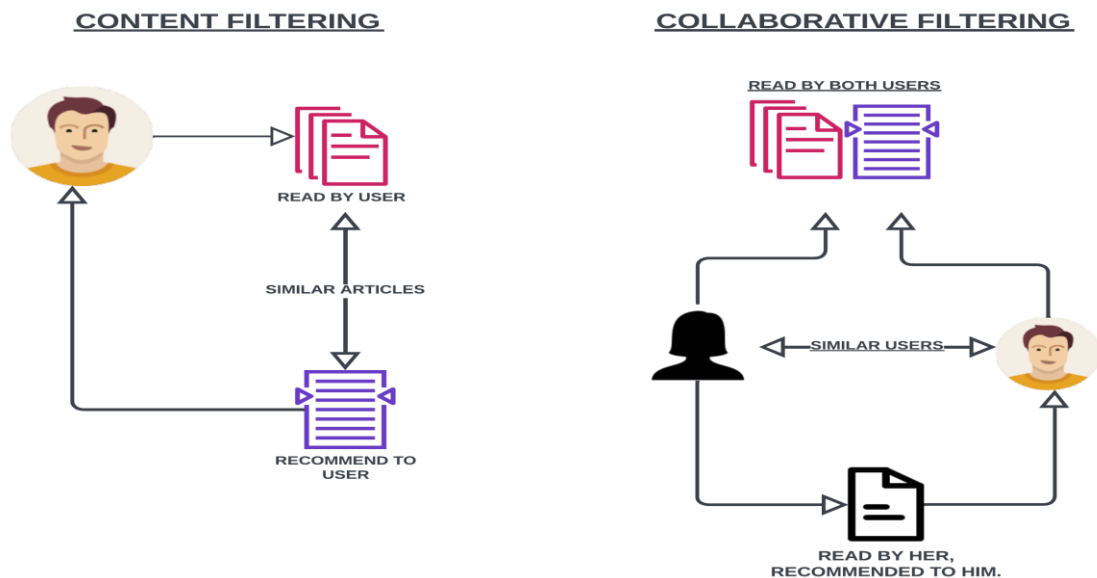 CONTENT FILTERING
READ BY USER
SIMILAR ARTICLES
RECOMMEND TO
USER
COLLABORATIVE FILTERING
READ BY BOTH USERS
SIMILAR USERS
READ BY HER,
RECOMMENDED TO HIM.